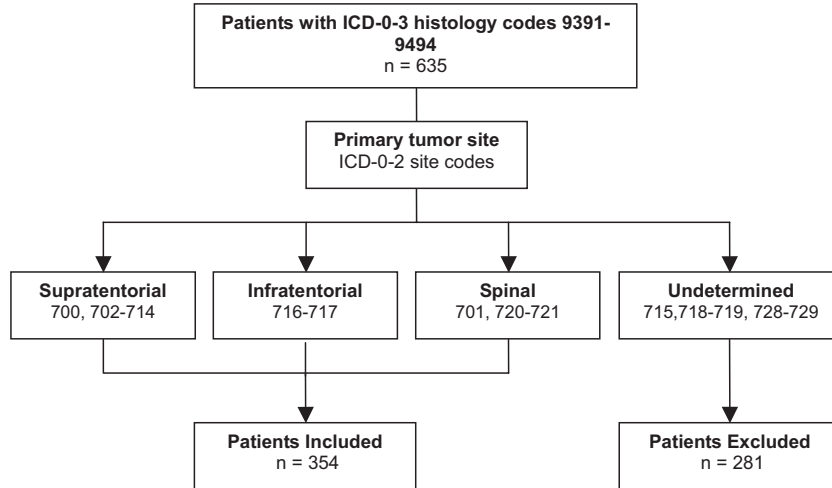 Patients with ICD-0-3 histology codes 9391-
9494
n = 635
Primary tumor site
ICD-0-2 site codes
Supratentorial
700, 702-714
Infratentorial
716-717
Spinal
701, 720-721
Undetermined
715,718-719, 728-729
Patients Included
n = 354
Patients Excluded
n = 281